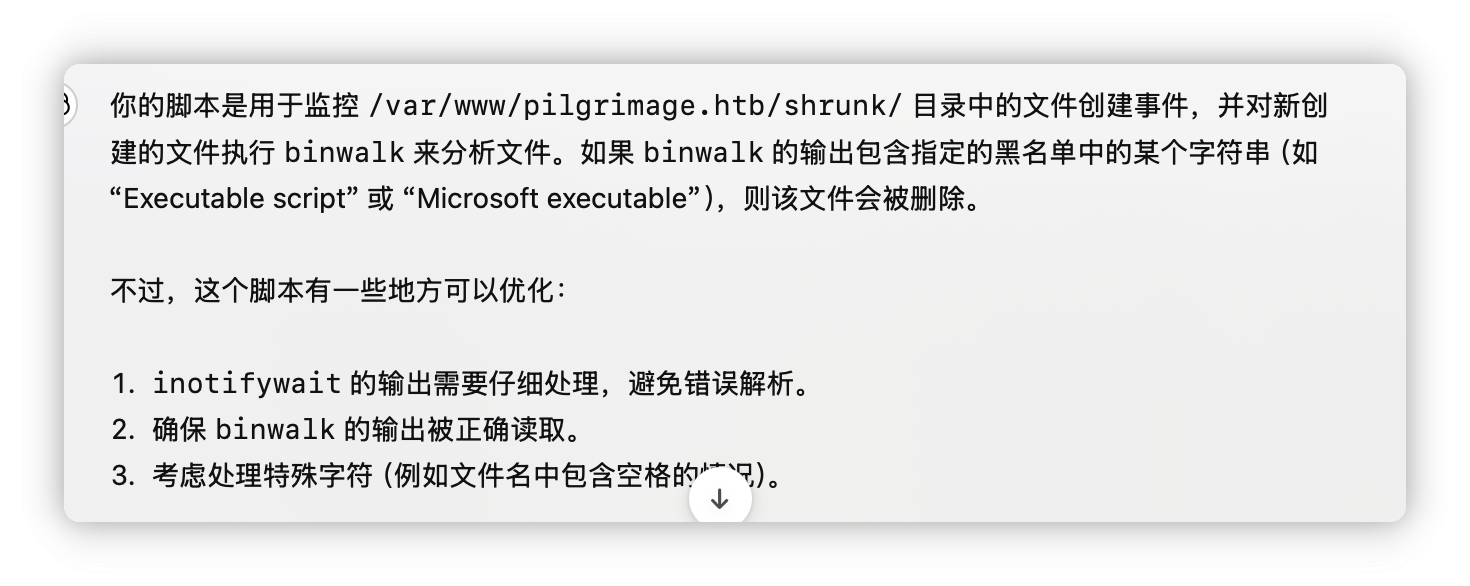 你的脚本是用于监控 /var/www/pilgrimage.htb/shrunk/ 目录中的文件创建事件，并对新创
建的文件执行 binwalk 来分析文件。如果 binwalk 的输出包含指定的黑名单中的某个字符串（如
“Executable script” 或 “Microsoft executable”），则该文件会被删除。
不过，这个脚本有一些地方可以优化：
1. inotifywait 的输出需要仔细处理，避免错误解析。
2. 确保 binwalk 的输出被正确读取。
3. 考虑处理特殊字符（例如文件名中包含空格的情况）。